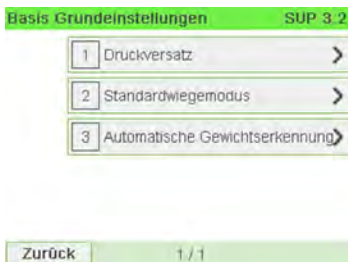 Basis Grundeinstellungen SUP 3.2
1 Druckversatz
2 Standardwiegemodus
3 Automatische Gewichtserkennung
Zurück 1 / 1